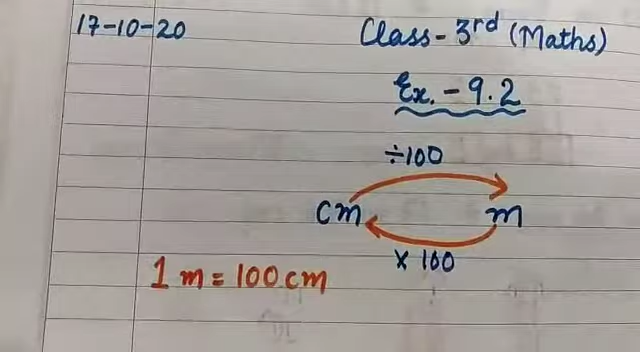 17-10-20
Class - 3rd (Maths)
Ex. - 9.2
÷100
cm m
× 100
1 m = 100 cm